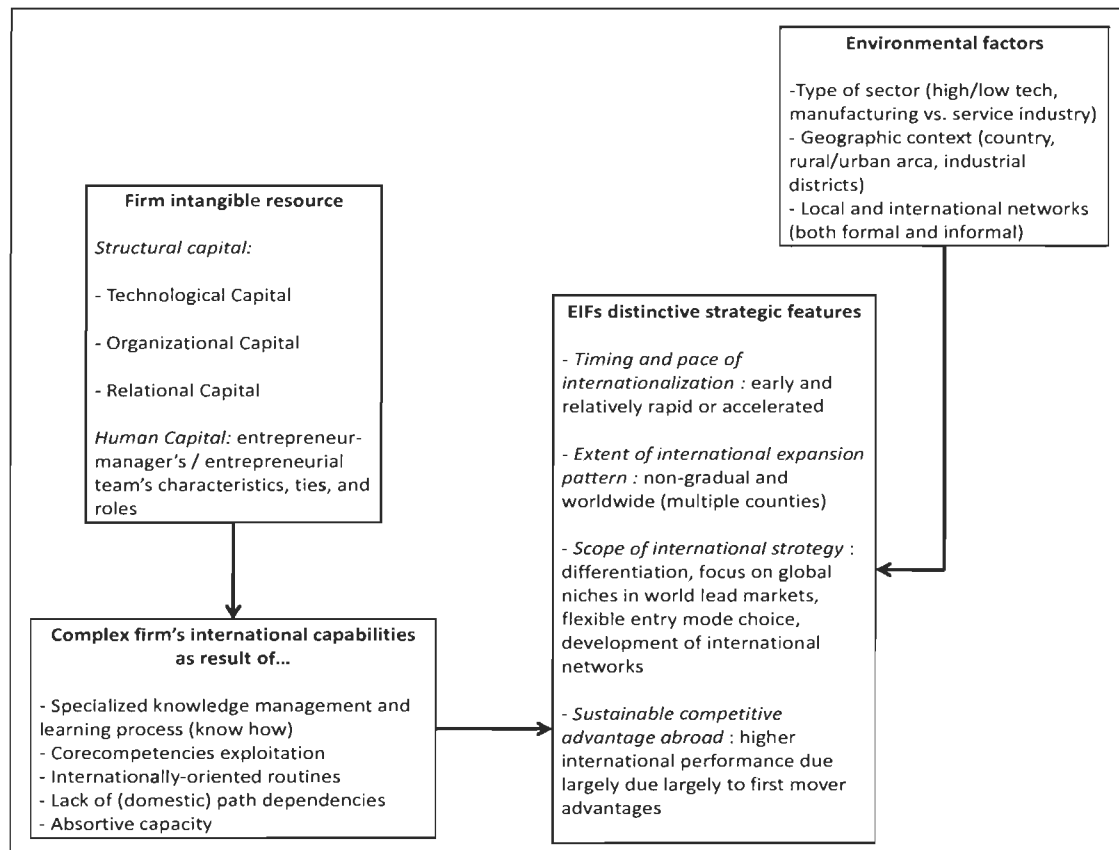 Environmental factors
-Type of sector (high/low tech,
manufacturing vs. service industry)
- Geographic context (country,
rural/urban arca, industrial
districts)
- Local and international networks
(both formal and informal)
Firm intangible resource
Structural capital:
- Technological Capital
- Organizational Capital
- Relational Capital
Human Capital: entrepreneur-
manager's / entrepreneurial
team's characteristics, ties, and
roles
Complex firm's international capabilities
as result of...
- Specialized knowledge management and
learning process (know how)
- Corecompetencies exploitation
- Internationally-oriented routines
- Lack of (domestic) path dependencies
- Absortive capacity
EIFs distinctive strategic features
- Timing and pace of
internationalization : early and
relatively rapid or accelerated
- Extent of international expansion
pattern : non-gradual and
worldwide (multiple counties)
- Scope of international strategy :
differentiation, focus on global
niches in world lead markets,
flexible entry mode choice,
development of international
networks
- Sustainable competitive
advantage abroad : higher
international performance due
largely due largely to first mover
advantages